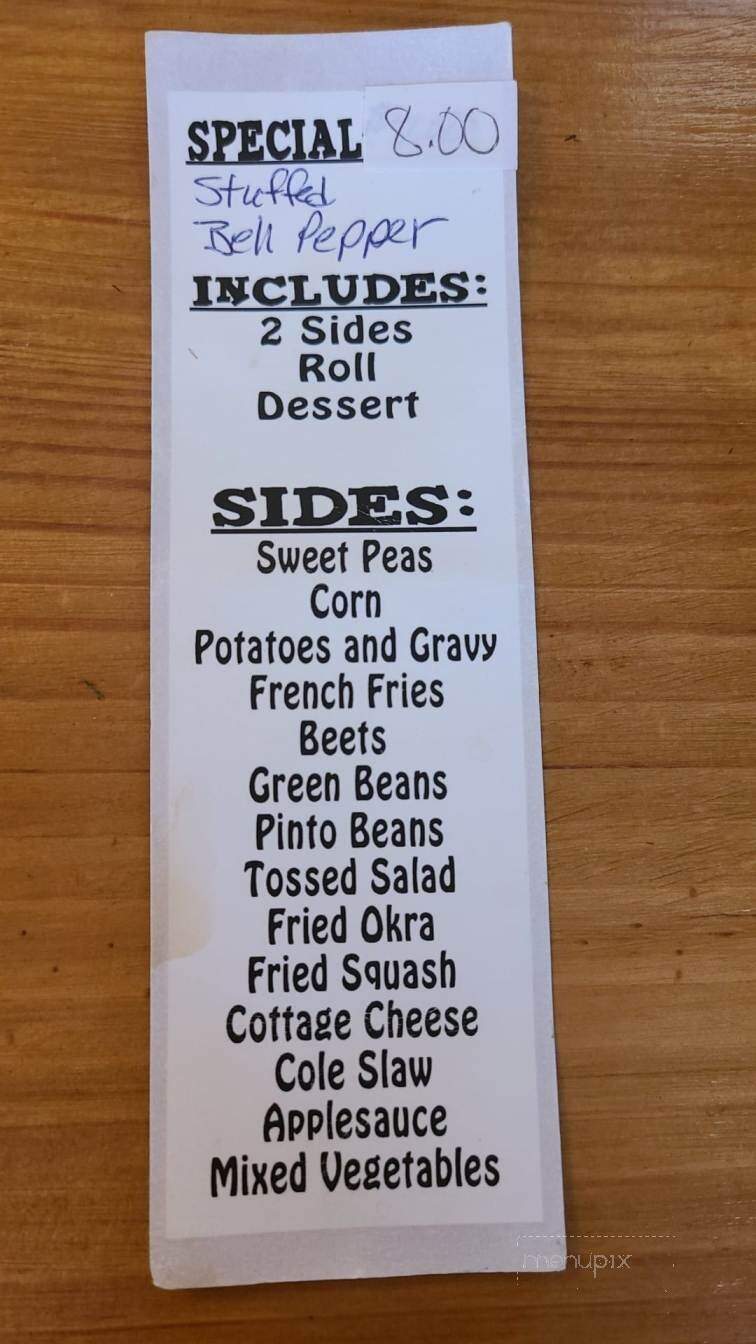 SPECIAL 8.00
Stuffed
Bell Pepper
INCLUDES:
2 Sides
Roll
Dessert
SIDES:
Sweet Peas
Corn
Potatoes and Gravy
French Fries
Beets
Green Beans
Pinto Beans
Tossed Salad
Fried Okra
Fried Squash
Cottage Cheese
Cole Slaw
Applesauce
Mixed Vegetables
menupix